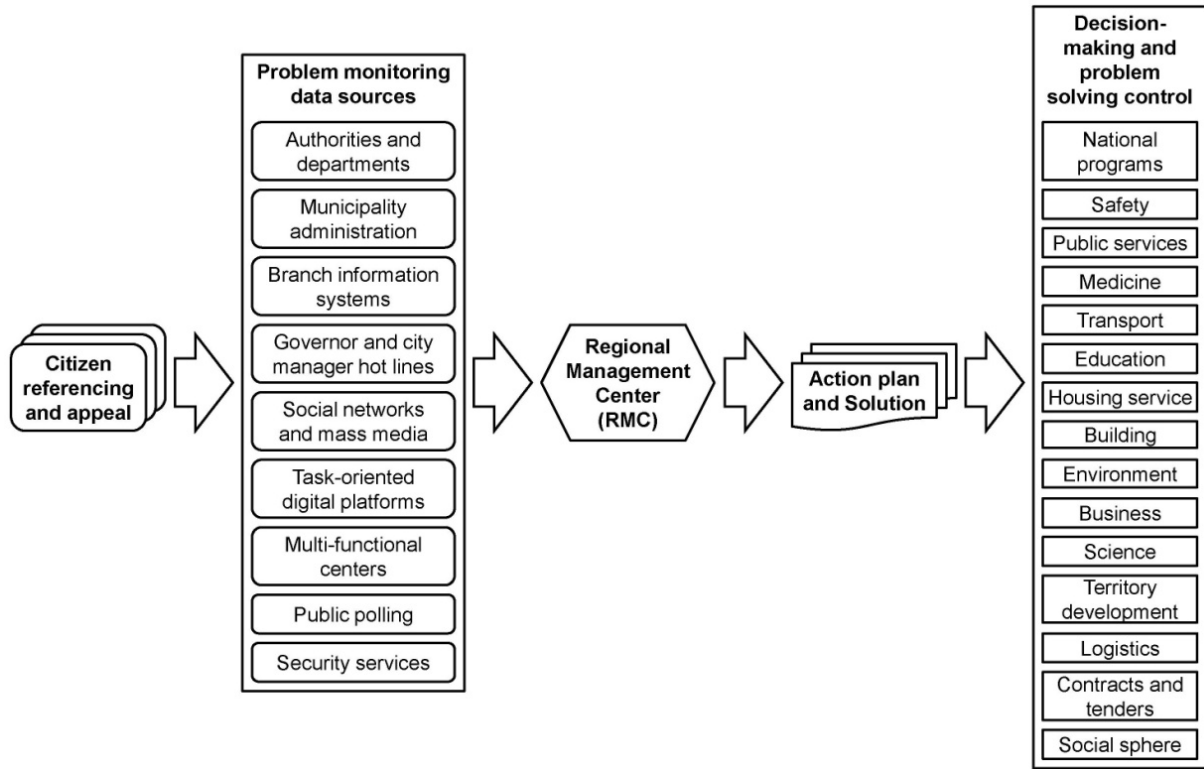 Citizen
referencing
and appeal
Problem monitoring
data sources
Authorities and
departments
Municipality
administration
Branch information
systems
Governor and city
manager hot lines
Social networks
and mass media
Task-oriented
digital platforms
Multi-functional
centers
Public polling
Security services
Regional
Management
Center
(RMC)
Action plan
and Solution
Decision-
making and
problem
solving control
National
programs
Safety
Public services
Medicine
Transport
Education
Housing service
Building
Environment
Business
Science
Territory
development
Logistics
Contracts and
tenders
Social sphere